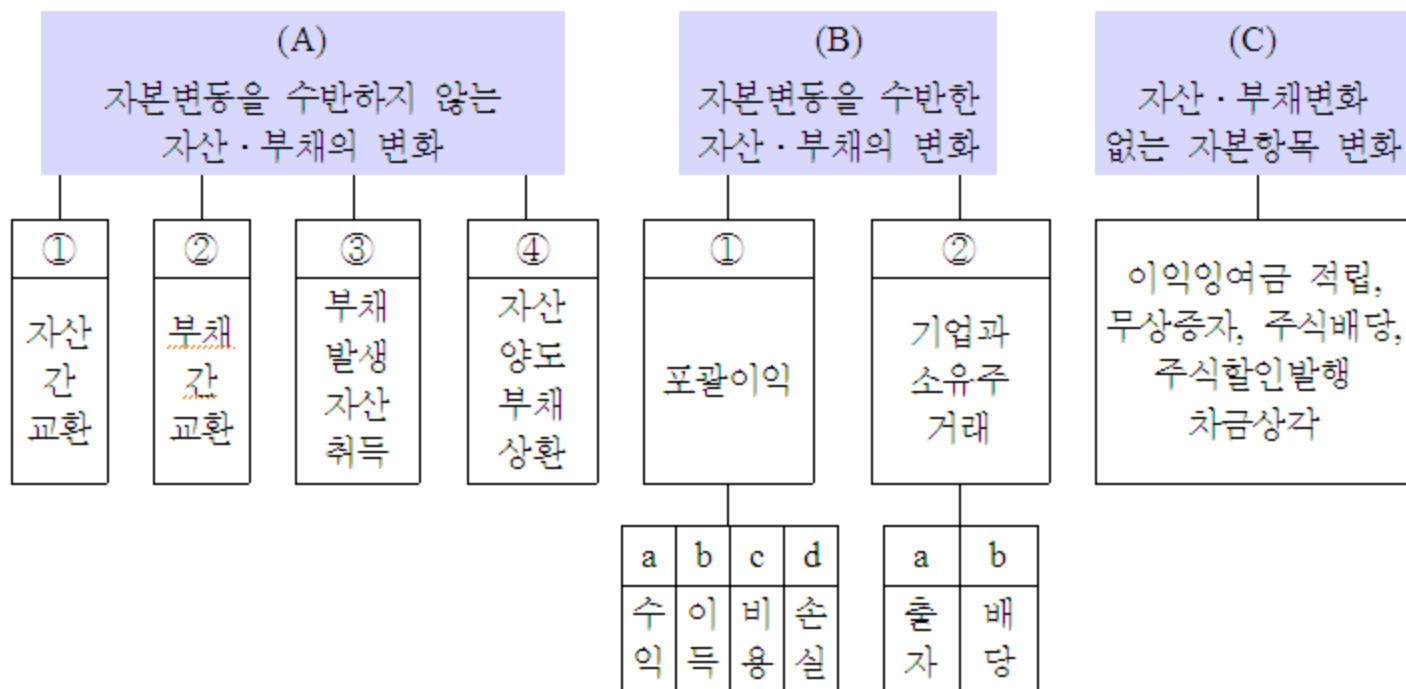 (A)
자본변동을 수반하지 않는
자산·부채의 변화
(B)
자본변동을 수반한
자산·부채의 변화
(C)
자산·부채변화
없는 자본항목 변화
①
자산
간
교환
②
부채
간
교환
③
부채
발생
자산
취득
④
자산
양도
부채
상환
①
포괄이익
②
기업과
소유주
거래
이익잉여금 적립,
무상증자, 주식배당,
주식할인발행
차금상각
a b c d
수 이 비 손
익 득 용 실
a b
출 배
자 당